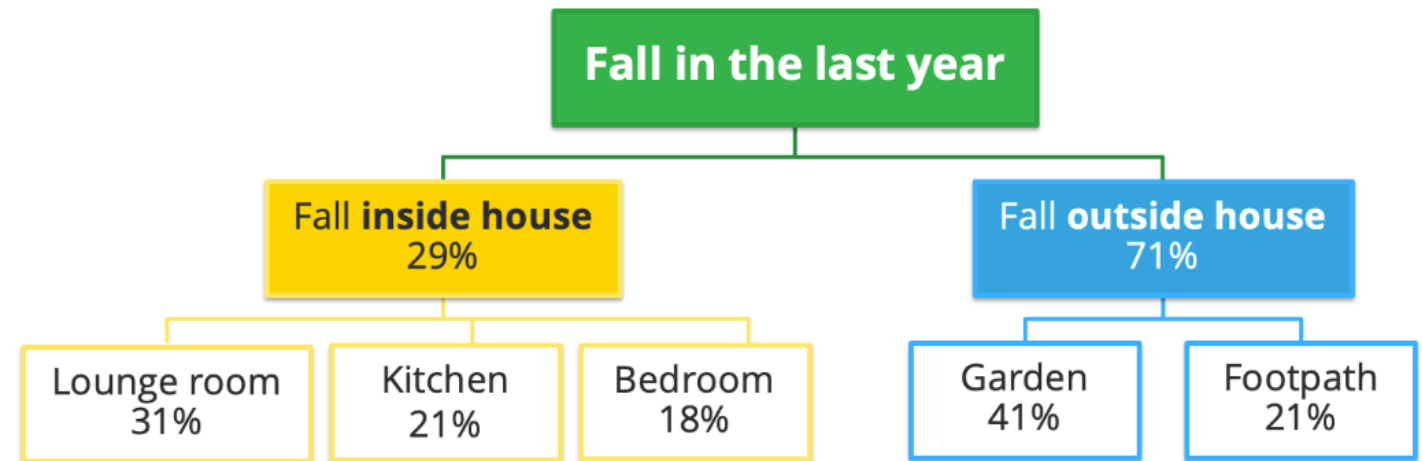 Fall in the last year
Fall inside house
29%
Fall outside house
71%
Lounge room
31%
Kitchen
21%
Bedroom
18%
Garden
41%
Footpath
21%